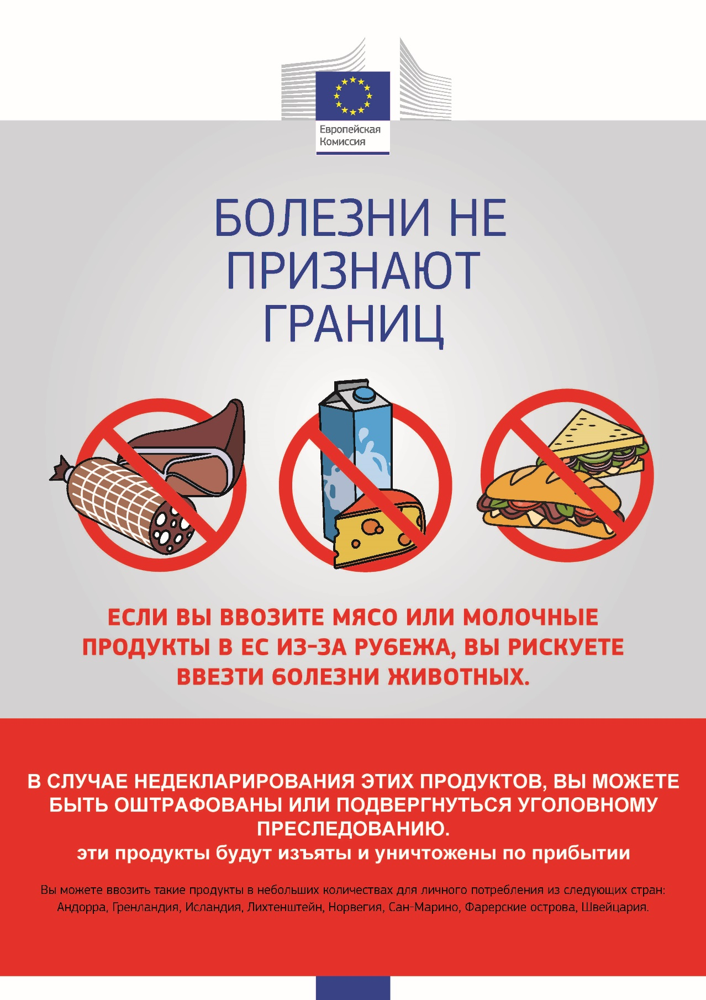 Европейская
Комиссия
БОЛЕЗНИ НЕ
ПРИЗНАЮТ
ГРАНИЦ
ЕСЛИ ВЫ ВВОЗИТЕ МЯСО ИЛИ МОЛОЧНЫЕ
ПРОДУКТЫ В ЕС ИЗ-ЗА РУБЕЖА, ВЫ РИСКУЕТЕ
ВВЕЗТИ БОЛЕЗНИ ЖИВОТНЫХ.
В СЛУЧАЕ НЕДЕКЛАРИРОВАНИЯ ЭТИХ ПРОДУКТОВ, ВЫ МОЖЕТЕ
БЫТЬ ОШТРАФОВАНЫ ИЛИ ПОДВЕРГНУТЬСЯ УГОЛОВНОМУ
ПРЕСЛЕДОВАНИЮ.
эти продукты будут изъяты и уничтожены по прибытии
Вы можете ввозить такие продукты в небольших количествах для личного потребления из следующих стран:
Андорра, Гренландия, Исландия, Лихтенштейн, Норвегия, Сан-Марино, Фарерские острова, Швейцария.